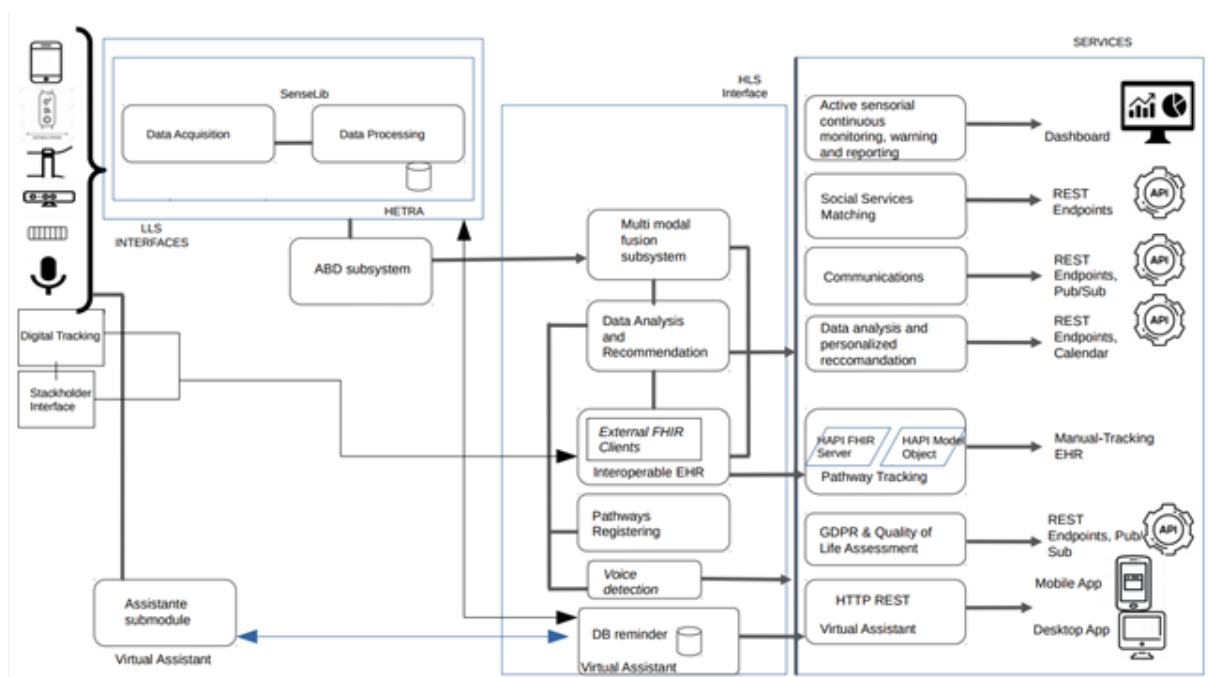 SERVICES
HLS
Interface
SenseLib
Data Acquisition
Data Processing
HETRA
LLS
INTERFACES
ABD subsystem
Digital Tracking
Stackholder
Interface
Assistante
submodule
Virtual Assistant
Multi modal
fusion
subsystem
Data Analysis
and
Recommendation
External FHIR
Clients
Interoperable EHR
Pathways
Registering
Voice
detection
DB reminder
Virtual Assistant
Active sensorial
continuous
monitoring, warning
and reporting
Dashboard
Social Services
Matching
REST
Endpoints
API
Communications
REST
Endpoints,
Pub/Sub
API
Data analysis and
personalized
reccomandation
REST
Endpoints,
Calendar
API
HAPI FHIR
Server
HAPI Model
Object
Pathway Tracking
Manual-Tracking
EHR
GDPR & Quality of
Life Assessment
REST
Endpoints, Pub/
Sub
API
HTTP REST
Virtual Assistant
Mobile App
Desktop App